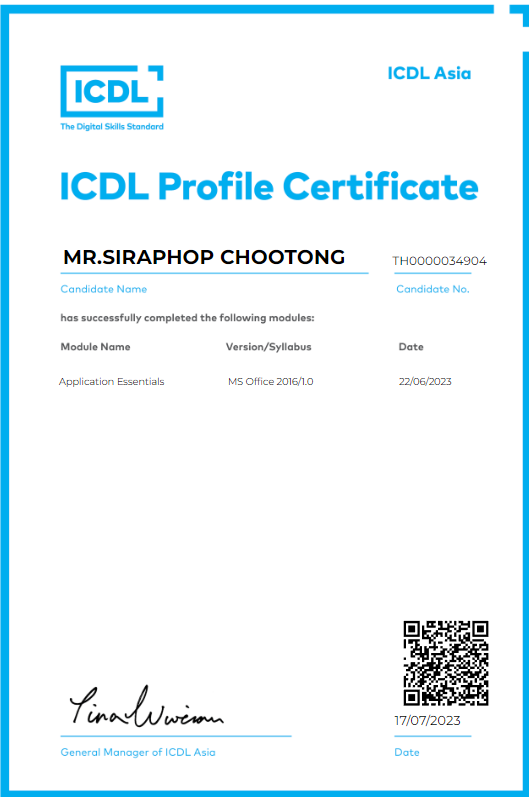 ICDL Asia
ICDL
The Digital Skills Standard
ICDL Profile Certificate
MR.SIRAPHOP CHOOTONG TH0000034904
Candidate Name Candidate No.
has successfully completed the following modules:
Module Name Version/Syllabus Date
Application Essentials MS Office 2016/1.0 22/06/2023
17/07/2023
General Manager of ICDL Asia Date